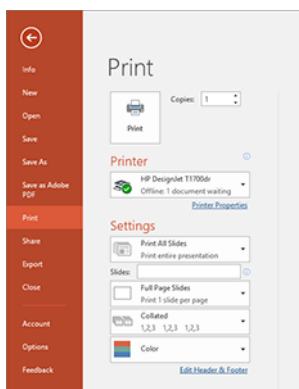 Info
New
Open
Save
Save As
Save as Adobe
PDF
Print
Share
Export
Close
Account
Options
Feedback
Print
Copies: 1
Print
Printer
HP DesignJet T1700dr
Offline: 1 document waiting
Printer Properties
Settings
Print All Slides
Print entire presentation
Slides:
Full Page Slides
Print 1 slide per page
Collated
1,2,3 1,2,3 1,2,3
Color
Edit Header & Footer